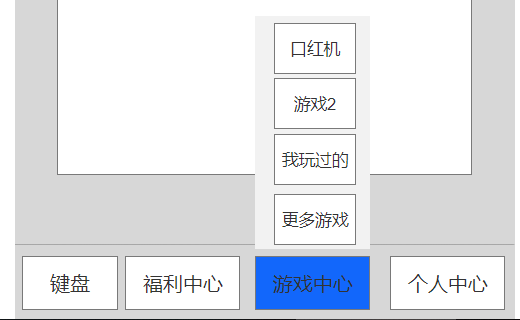 口红机
游戏2
我玩过的
更多游戏
键盘
福利中心
游戏中心
个人中心